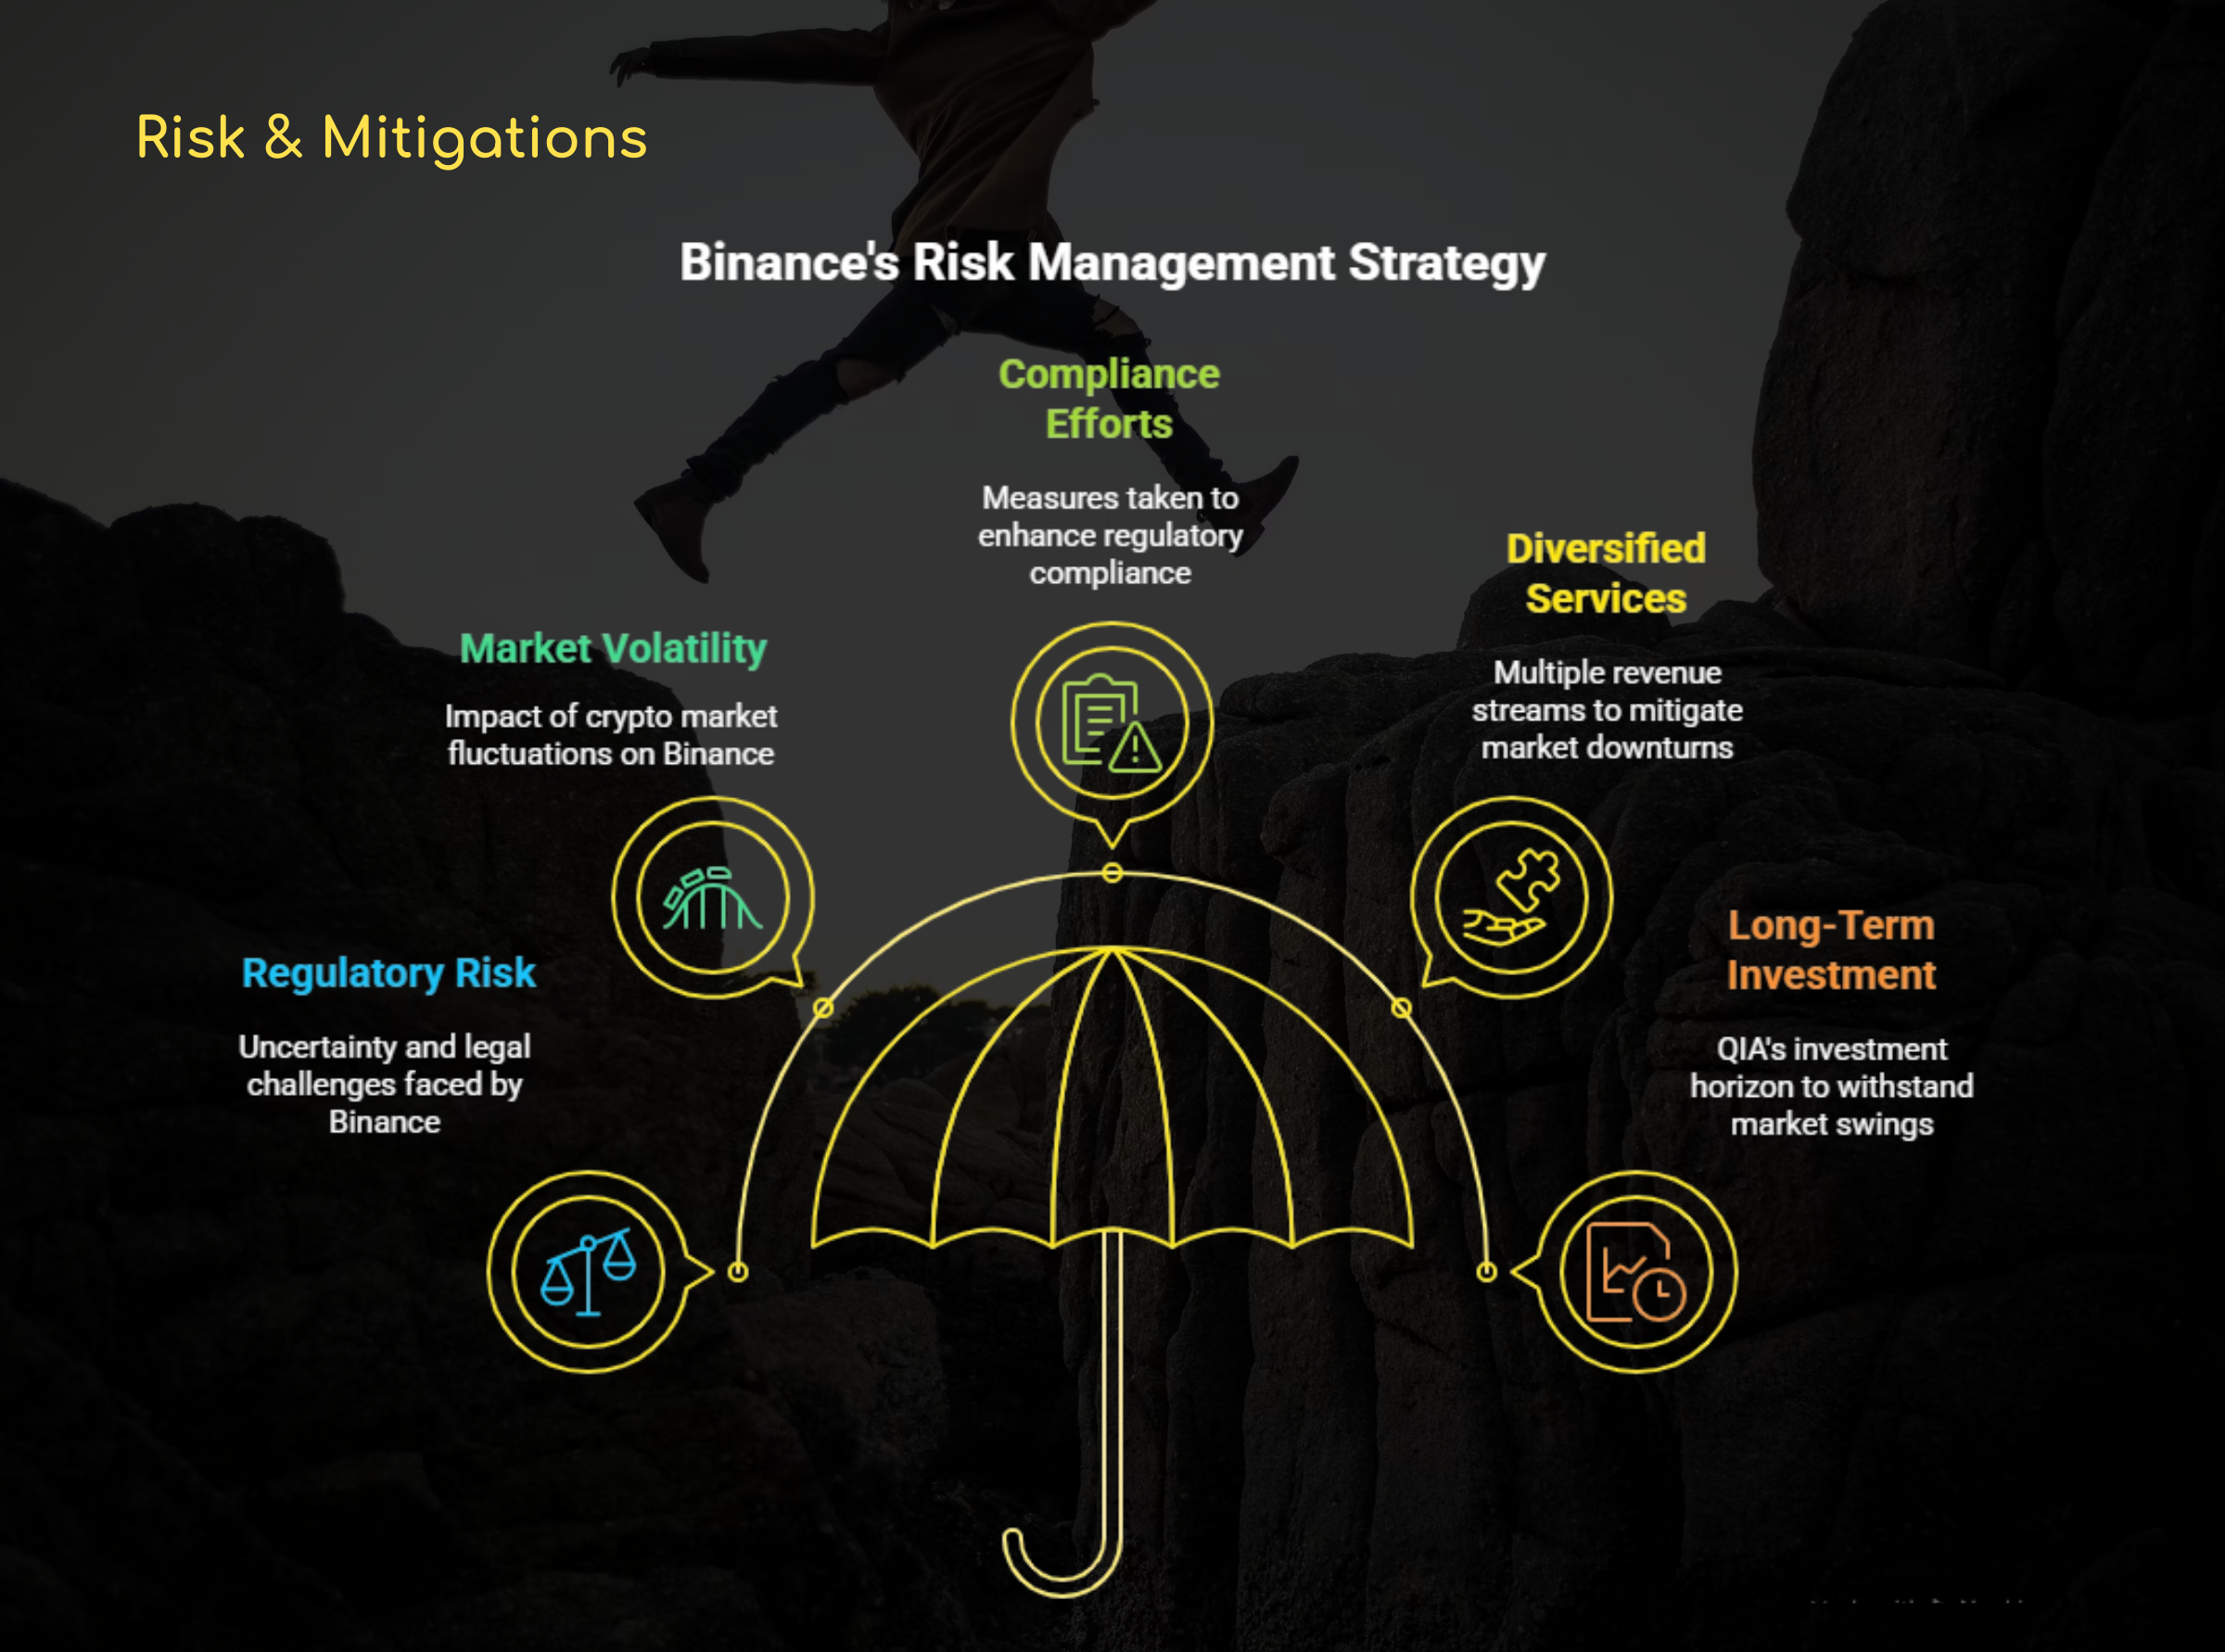 Risk & Mitigations
Binance's Risk Management Strategy
Compliance
Efforts
Measures taken to
enhance regulatory
compliance
Diversified
Services
Multiple revenue
streams to mitigate
market downturns
Market Volatility
Impact of crypto market
fluctuations on Binance
Long-Term
Investment
QIA's investment
horizon to withstand
market swings
Regulatory Risk
Uncertainty and legal
challenges faced by
Binance